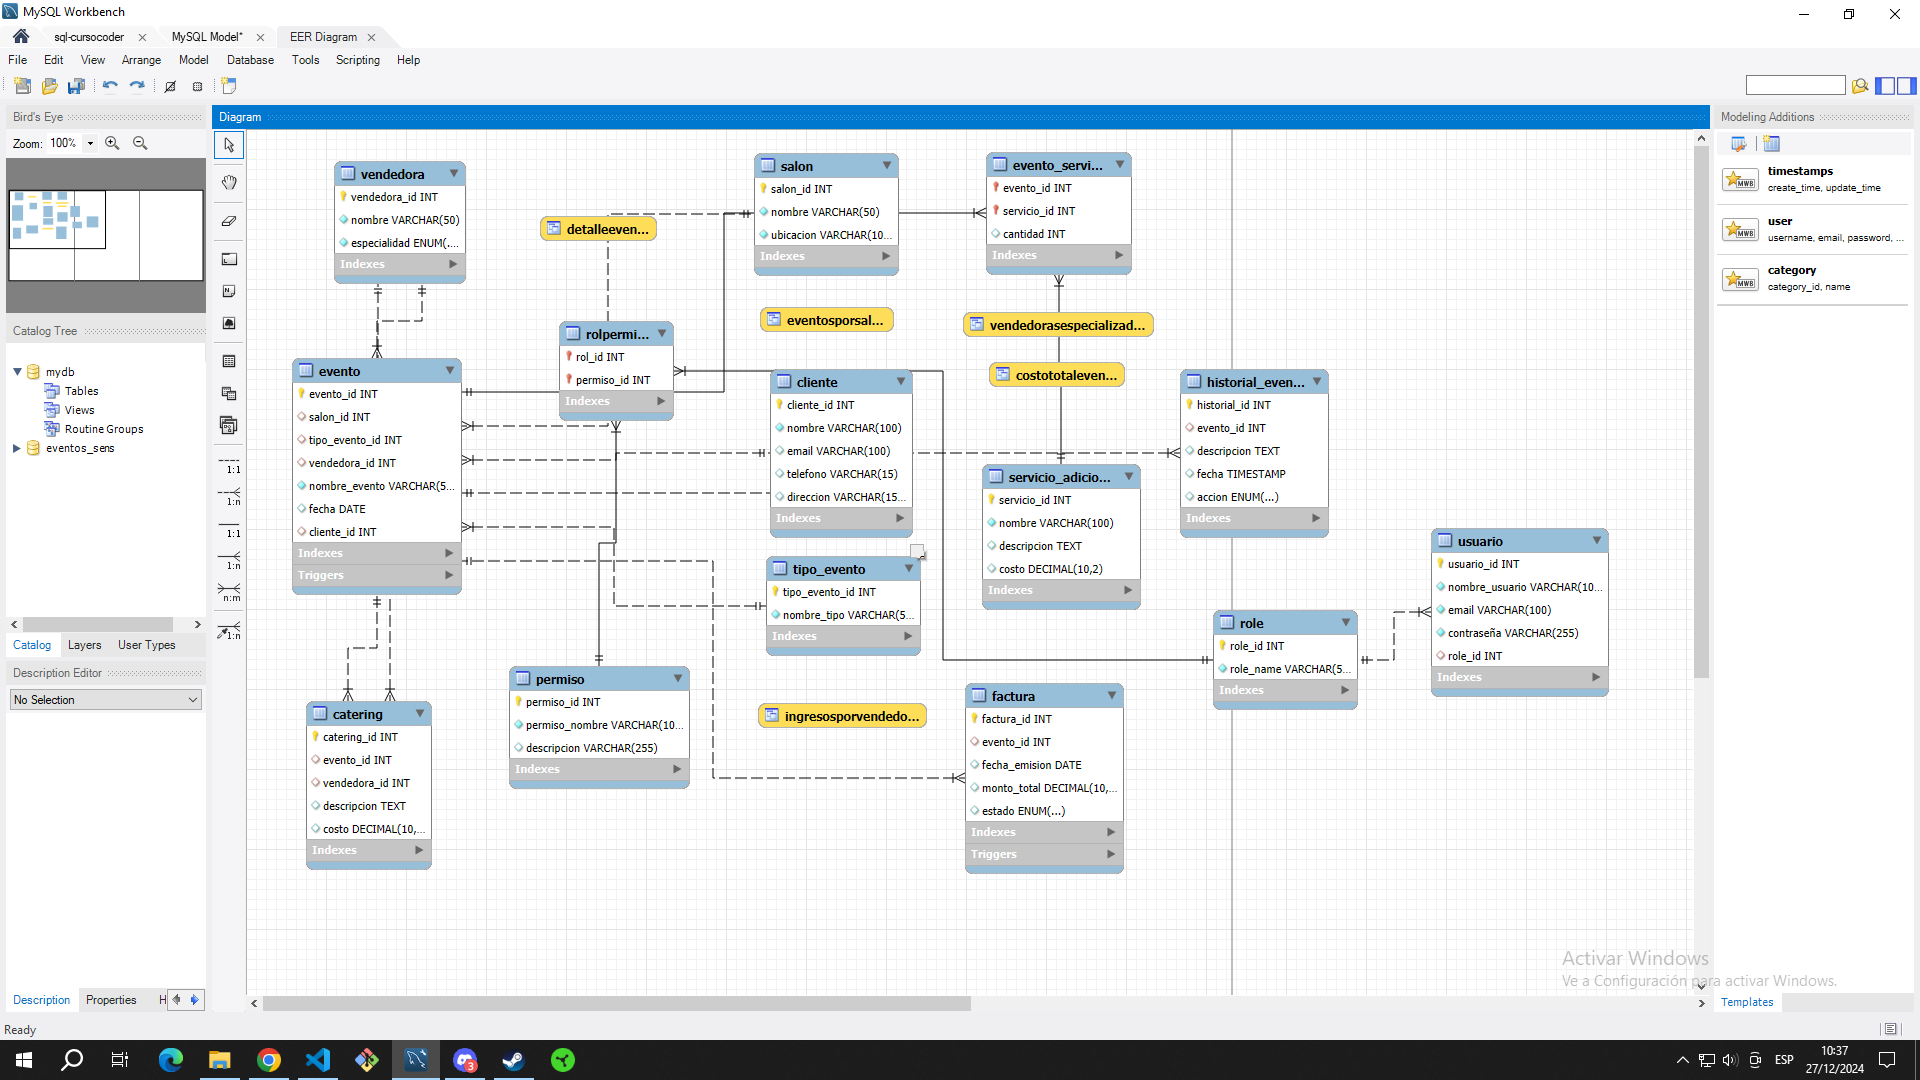 MySQL Workbench
sql-cursocoder
MySQL Model*
EER Diagram
File Edit View Arrange Model Database Tools Scripting Help
Bird's Eye
Zoom: 100%
Catalog Tree
mydb
Tables
Views
Routine Groups
eventos_sens
Catalog Layers User Types
Description Editor
No Selection
Description Properties H
Ready
Diagram
1:1
1:n
1:1
1:n
n:m
1:n
vendedora
vendedora_id INT
nombre VARCHAR(50)
especialidad ENUM(....
Indexes
detalleeven...
salon
salon_id INT
nombre VARCHAR(50)
ubicacion VARCHAR(10...
Indexes
evento_servi...
evento_id INT
servicio_id INT
cantidad INT
Indexes
eventosporsal...
vendedorasespecializad...
costototaleven...
rolpermi...
rol_id INT
permiso_id INT
Indexes
evento
evento_id INT
salon_id INT
tipo_evento_id INT
vendedora_id INT
nombre_evento VARCHAR(5...
fecha DATE
cliente_id INT
Indexes
Triggers
cliente
cliente_id INT
nombre VARCHAR(100)
email VARCHAR(100)
telefono VARCHAR(15)
direccion VARCHAR(15...
Indexes
historial_even...
historial_id INT
evento_id INT
descripcion TEXT
fecha TIMESTAMP
accion ENUM(...)
Indexes
servicio_adicio...
servicio_id INT
nombre VARCHAR(100)
descripcion TEXT
costo DECIMAL(10,2)
Indexes
tipo_evento
tipo_evento_id INT
nombre_tipo VARCHAR(5...
Indexes
usuario
usuario_id INT
nombre_usuario VARCHAR(10...
email VARCHAR(100)
contraseña VARCHAR(255)
role_id INT
Indexes
role
role_id INT
role_name VARCHAR(5...
Indexes
permiso
permiso_id INT
permiso_nombre VARCHAR(10...
descripcion VARCHAR(255)
Indexes
ingresosporvendedo...
factura
factura_id INT
evento_id INT
fecha_emision DATE
monto_total DECIMAL(10,...
estado ENUM(...)
Indexes
Triggers
catering
catering_id INT
evento_id INT
vendedora_id INT
descripcion TEXT
costo DECIMAL(10,...
Indexes
Modeling Additions
MWB
timestamps
create_time, update_time
MWB
user
username, email, password, ...
MWB
category
category_id, name
Templates
Activar Windows
Ve a Configuración para activar Windows.
3
ESP
10:37
27/12/2024